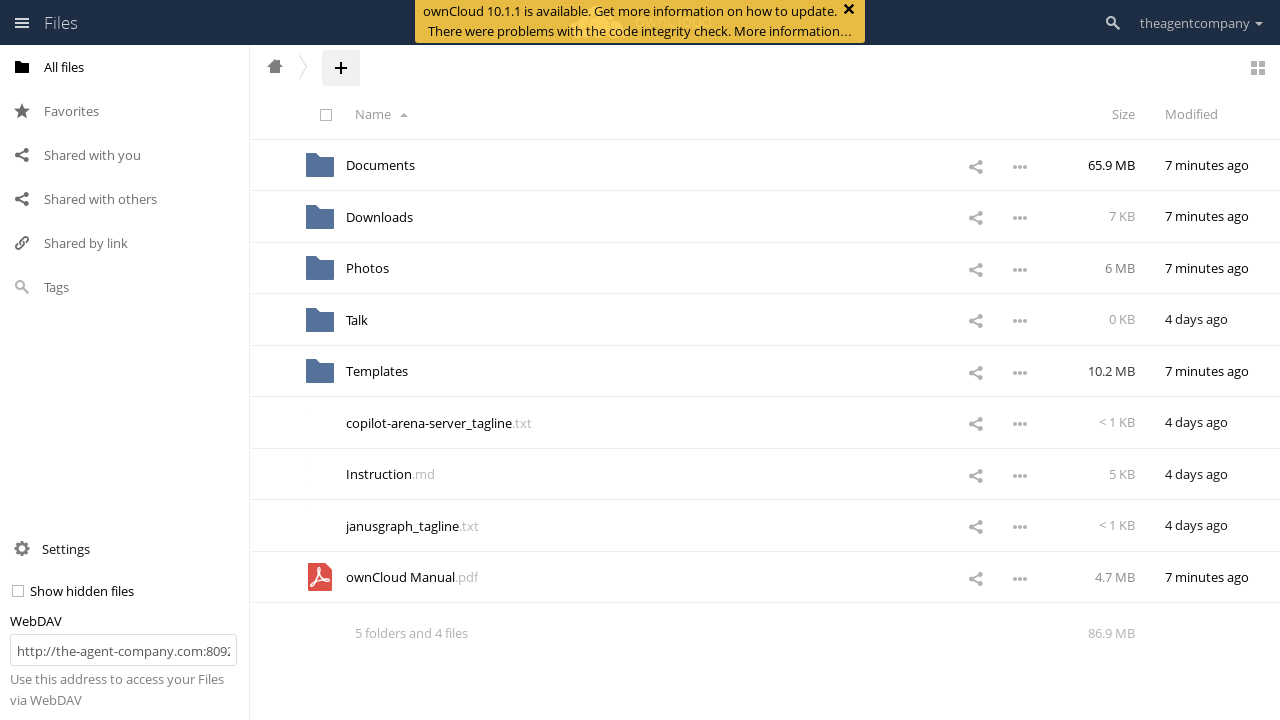 Files
ownCloud 10.1.1 is available. Get more information on how to update.
There were problems with the code integrity check. More information…
theagentcompany
All files
Favorites
Shared with you
Shared with others
Shared by link
Tags
Settings
Show hidden files
WebDAV
http://the-agent-company.com:8092
Use this address to access your Files
via WebDAV
Name Size Modified
Documents 65.9 MB 7 minutes ago
Downloads 7 KB 7 minutes ago
Photos 6 MB 7 minutes ago
Talk 0 KB 4 days ago
Templates 10.2 MB 7 minutes ago
copilot-arena-server_tagline.txt < 1 KB 4 days ago
Instruction.md 5 KB 4 days ago
janusgraph_tagline.txt < 1 KB 4 days ago
ownCloud Manual.pdf 4.7 MB 7 minutes ago
5 folders and 4 files 86.9 MB